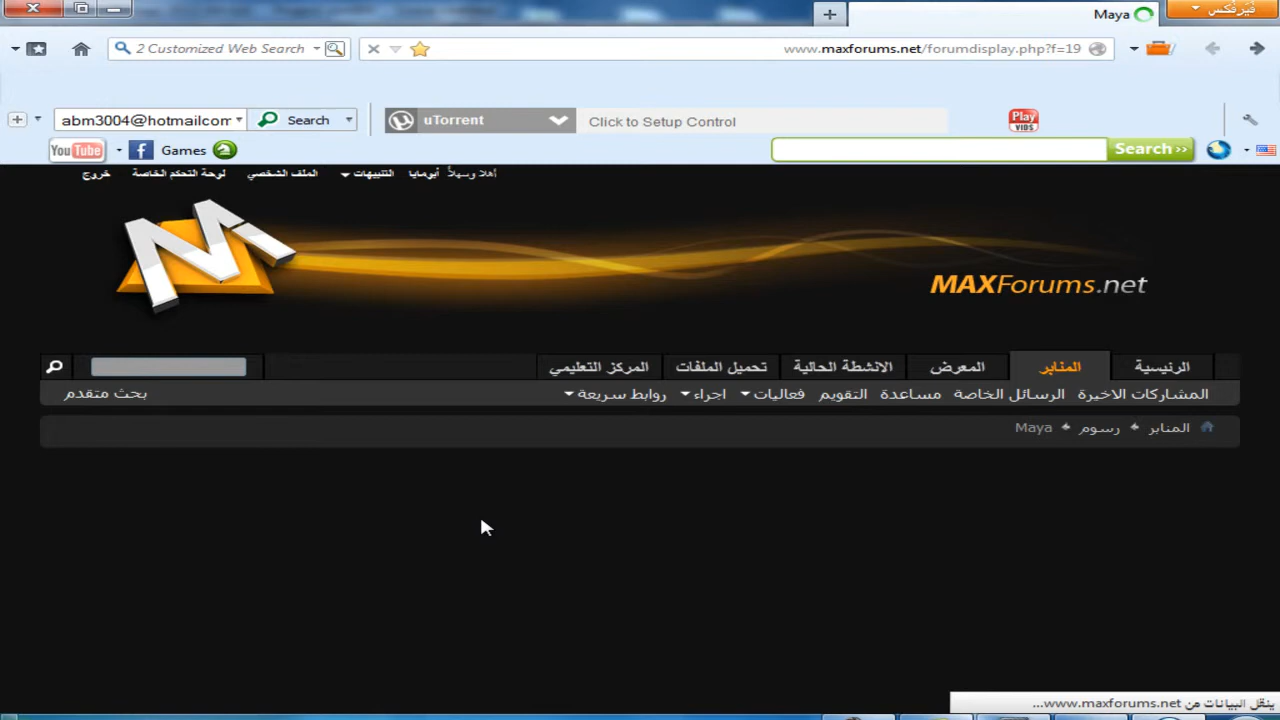 Maya
فَيَرفُكس
2 Customized Web Search
www.maxforums.net/forumdisplay.php?f=19
abm3004@hotmailcom
Search
uTorrent
Click to Setup Control
Play
VIDS
YouTube
Games
Search >>
أهلا وسهلاً أبومايا
التنبيهات
الملف الشخصي
لوحة التحكم الخاصة
خروج
MAXForums.net
الرئيسية
المنابر
المعرض
الانشطة الحالية
تحميل الملفات
المركز التعليمي
المشاركات الاخيرة
الرسائل الخاصة
مساعدة
التقويم
فعاليات
اجراء
روابط سريعة
بحث متقدم
المنابر
رسوم
Maya
ينقل البيانات من www.maxforums.net...